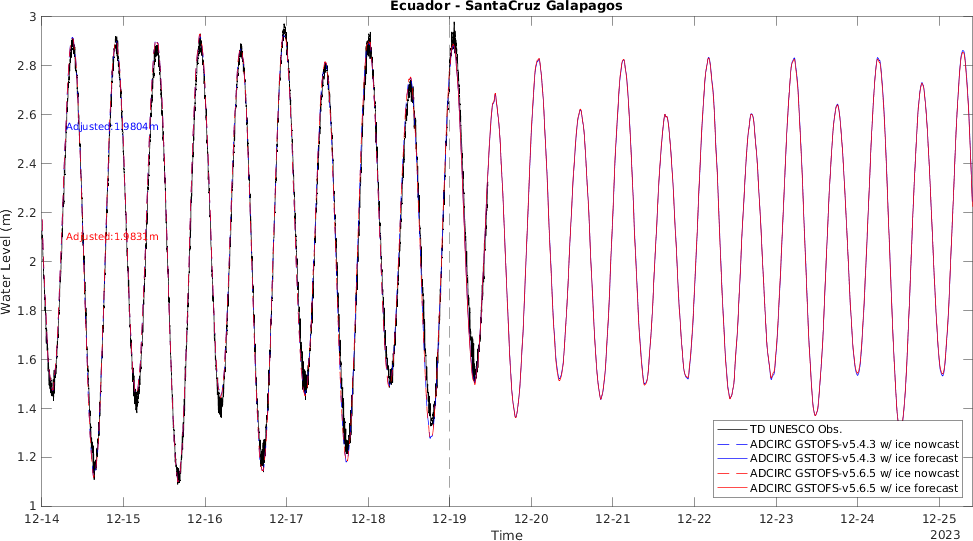 Ecuador - SantaCruz Galapagos
3
2.8
2.6
2.4
2.2
2
1.8
1.6
1.4
1.2
1
Water Level (m)
Adjusted:1.9804m
Adjusted:1.9831m
TD UNESCO Obs.
ADCIRC GSTOFS-v5.4.3 w/ ice nowcast
ADCIRC GSTOFS-v5.4.3 w/ ice forecast
ADCIRC GSTOFS-v5.6.5 w/ ice nowcast
ADCIRC GSTOFS-v5.6.5 w/ ice forecast
12-14 12-15 12-16 12-17 12-18 12-19 12-20 12-21 12-22 12-23 12-24 12-25
Time
2023